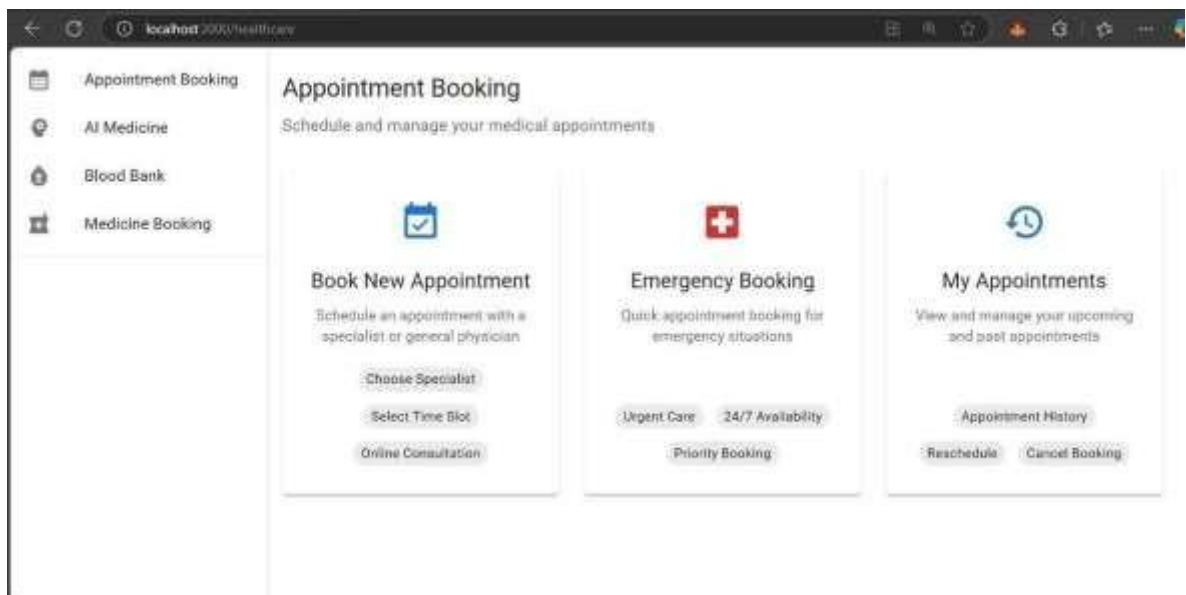 localhost:3000/healthcare
Appointment Booking
AI Medicine
Blood Bank
Medicine Booking
Appointment Booking
Schedule and manage your medical appointments
Book New Appointment
Schedule an appointment with a
specialist or general physician
Choose Specialist
Select Time Slot
Online Consultation
Emergency Booking
Quick appointment booking for
emergency situations
Urgent Care 24/7 Availability
Priority Booking
My Appointments
View and manage your upcoming
and past appointments
Appointment History
Reschedule Cancel Booking